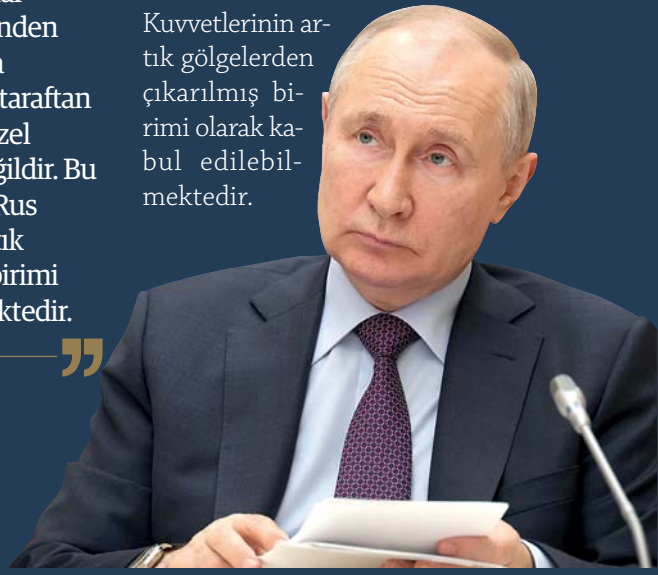 nden
taraftan
zel
ğildir. Bu
Rus
tık
birimi
ktedir.
”
Kuvvetlerinin ar-
tık gölgelerden
çıkarılmış bi-
rimi olarak ka-
bul edilebil-
mektedir.